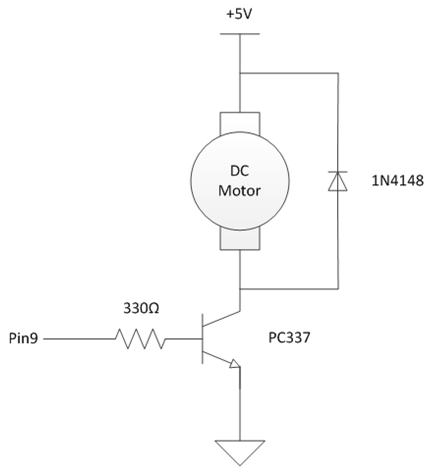 +5V
DC
Motor
1N4148
330Ω
Pin9
PC337